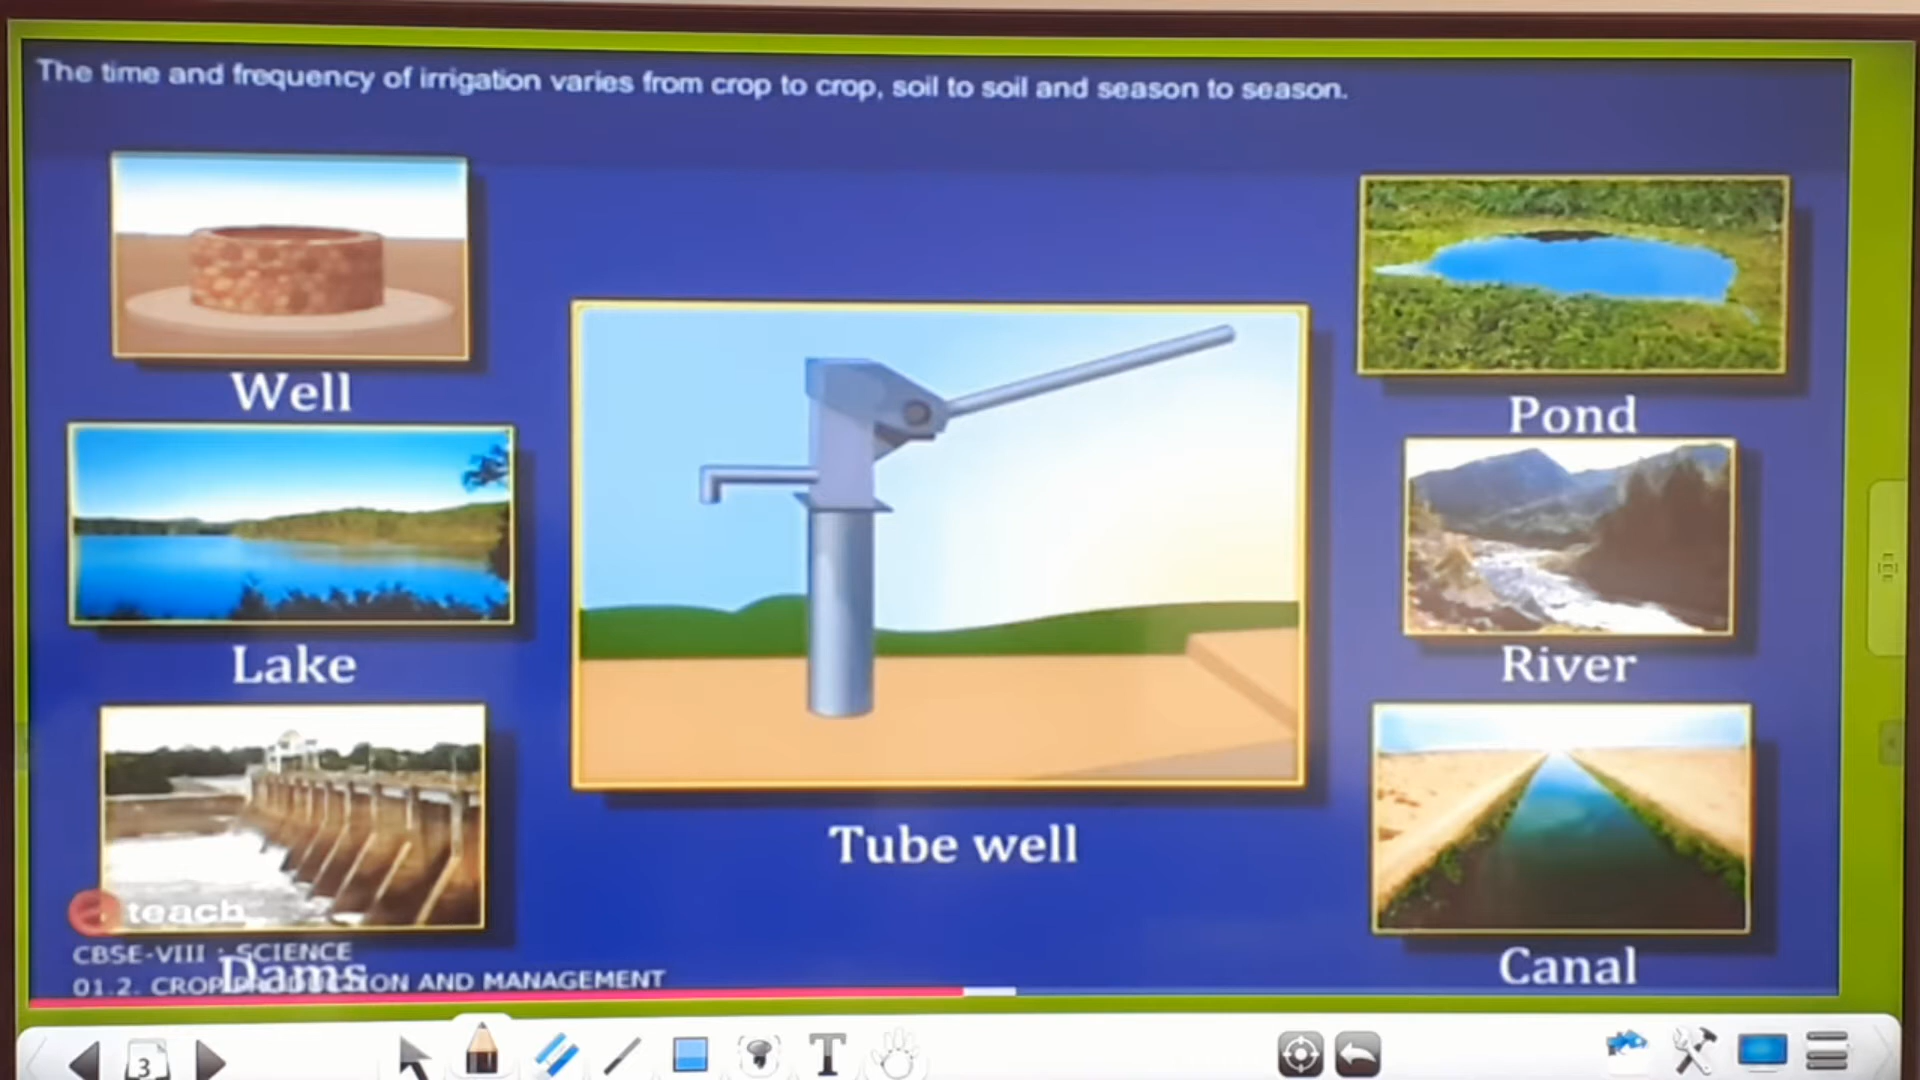 The time and frequency of irrigation varies from crop to crop, soil to soil and season to season.
Well
Pond
Lake
River
Tube well
Dams
Canal
teach
CBSE-VIII : SCIENCE
01.2. CROP PRODUCTION AND MANAGEMENT
3
T